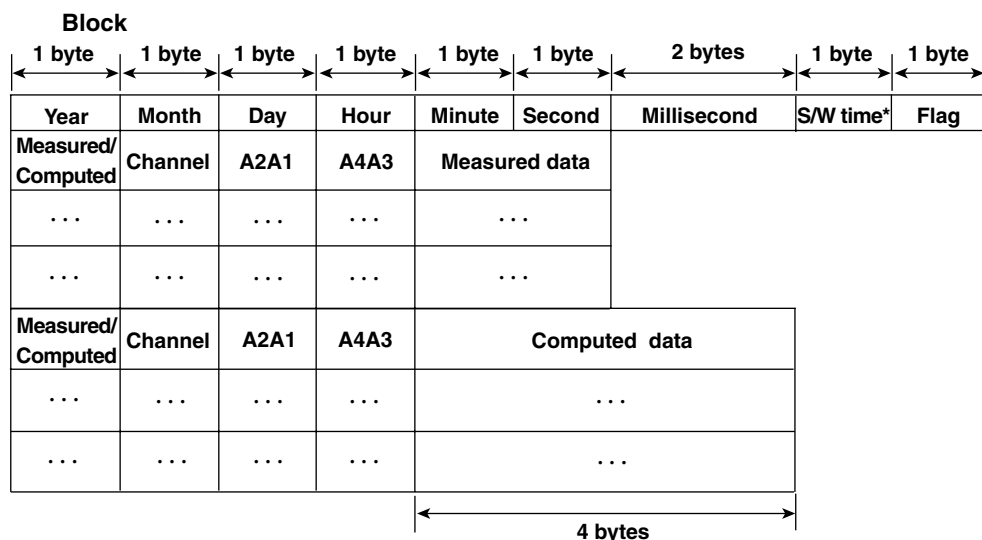 Block
1 byte 1 byte 1 byte 1 byte 1 byte 1 byte 2 bytes 1 byte 1 byte
Year Month Day Hour Minute Second Millisecond S/W time* Flag
Measured/
Computed Channel A2A1 A4A3 Measured data
... ... ... ... ...
... ... ... ... ...
Measured/
Computed Channel A2A1 A4A3 Computed data
... ... ... ... ...
... ... ... ... ...
4 bytes